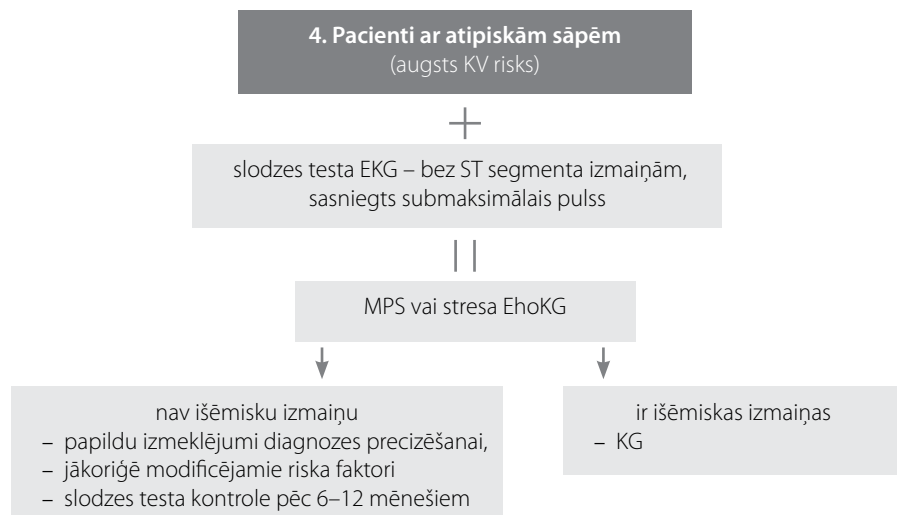 4. Pacienti ar atipiskām sāpēm
(augsts KV risks)
+
slodzes testa EKG – bez ST segmenta izmaiņām,
sasniegts submaksimālais pulss
MPS vai stresa EhoKG
nav išēmisku izmaiņu
– papildu izmeklējumi diagnozes precizēšanai,
– jākoriģē modificējamie riska faktori
– slodzes testa kontrole pēc 6–12 mēnešiem
ir išēmiskas izmaiņas
– KG